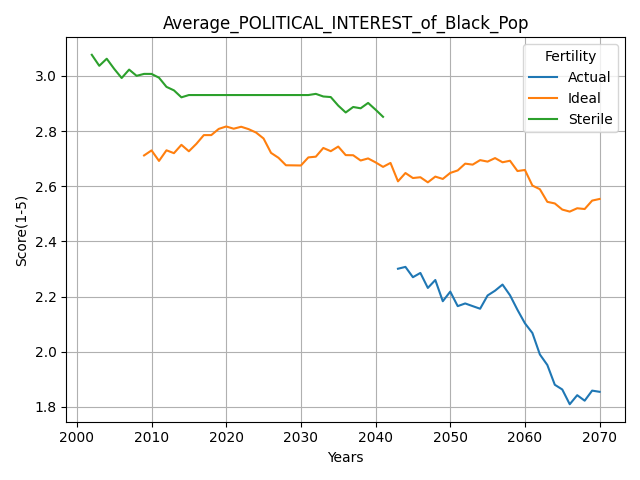 Average_POLITICAL_INTEREST_of_Black_Pop
Fertility
Actual
Ideal
Sterile
Score(1-5)
3.0
2.8
2.6
2.4
2.2
2.0
1.8
2000 2010 2020 2030 2040 2050 2060 2070
Years